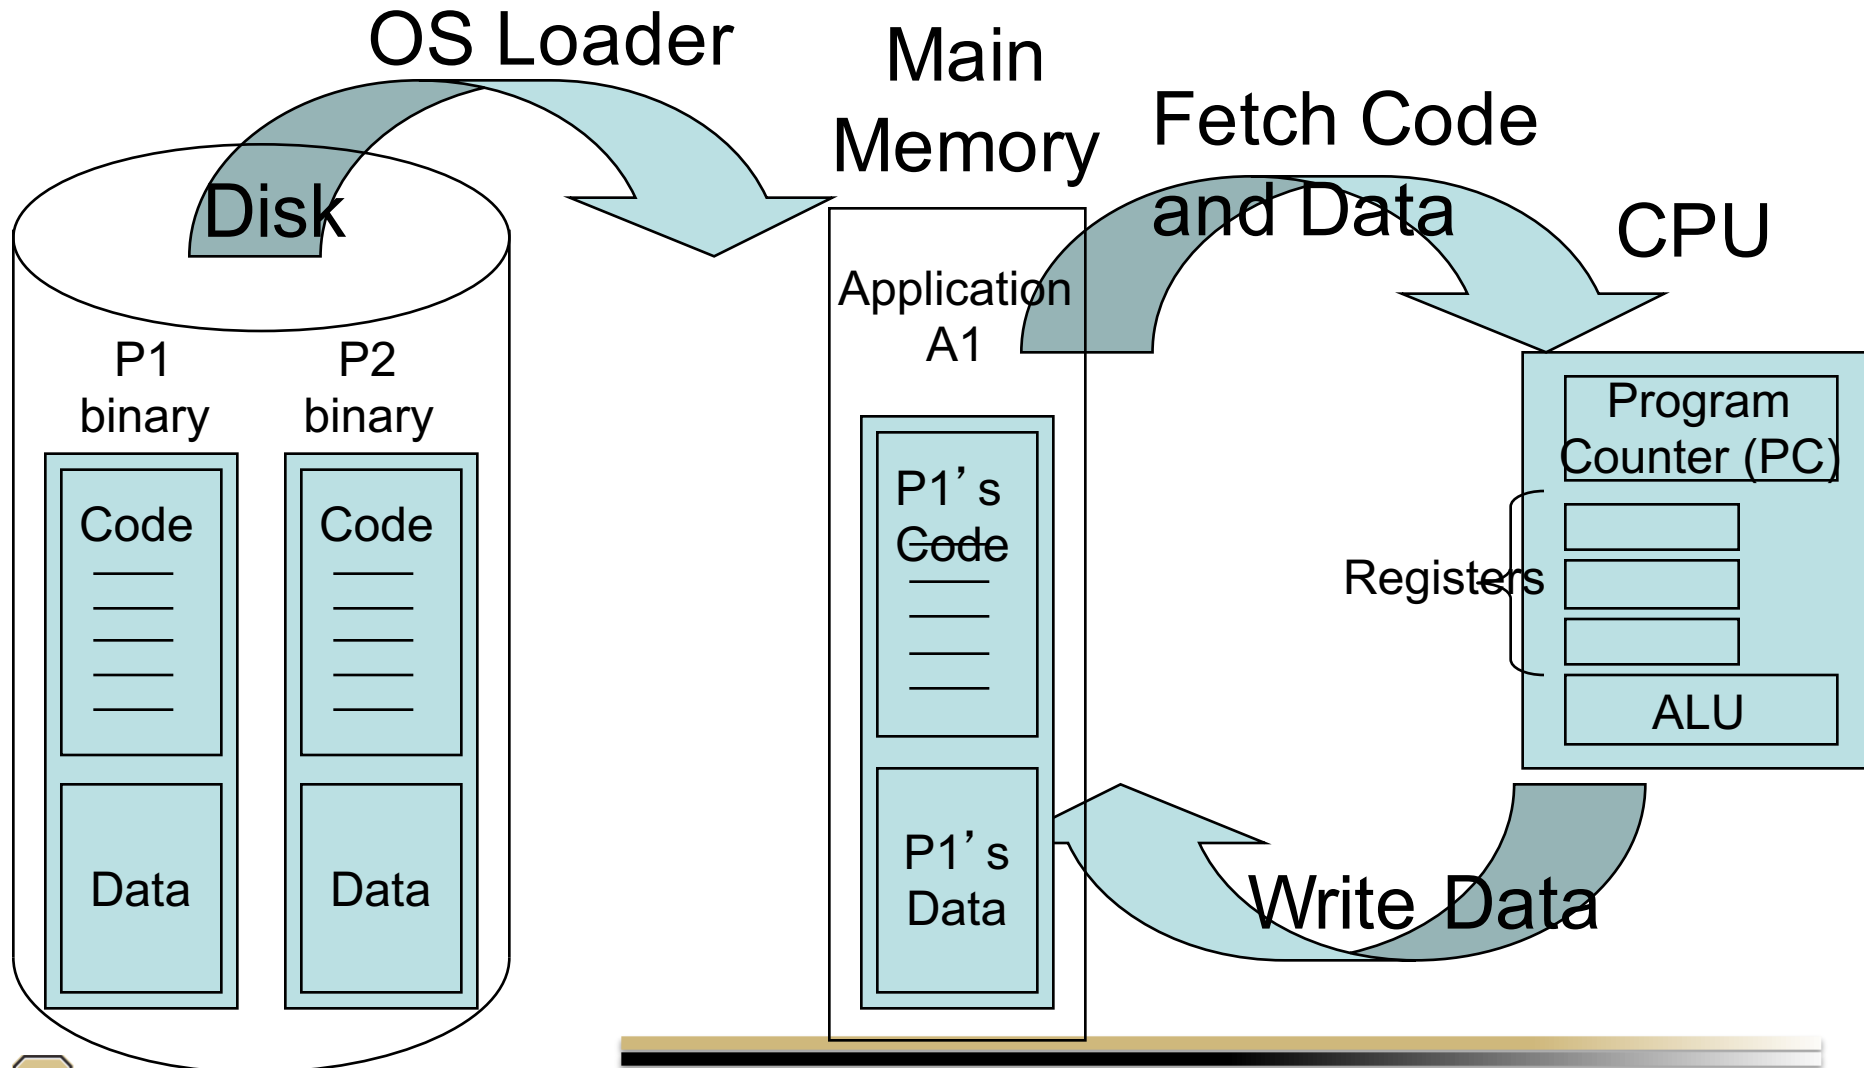 OS Loader
Main
Memory
Fetch Code
and Data
CPU
Disk
P1
binary
P2
binary
Code
Data
Code
Data
Application
A1
P1’s
Code
P1’s
Data
Program
Counter (PC)
Registers
ALU
Write Data